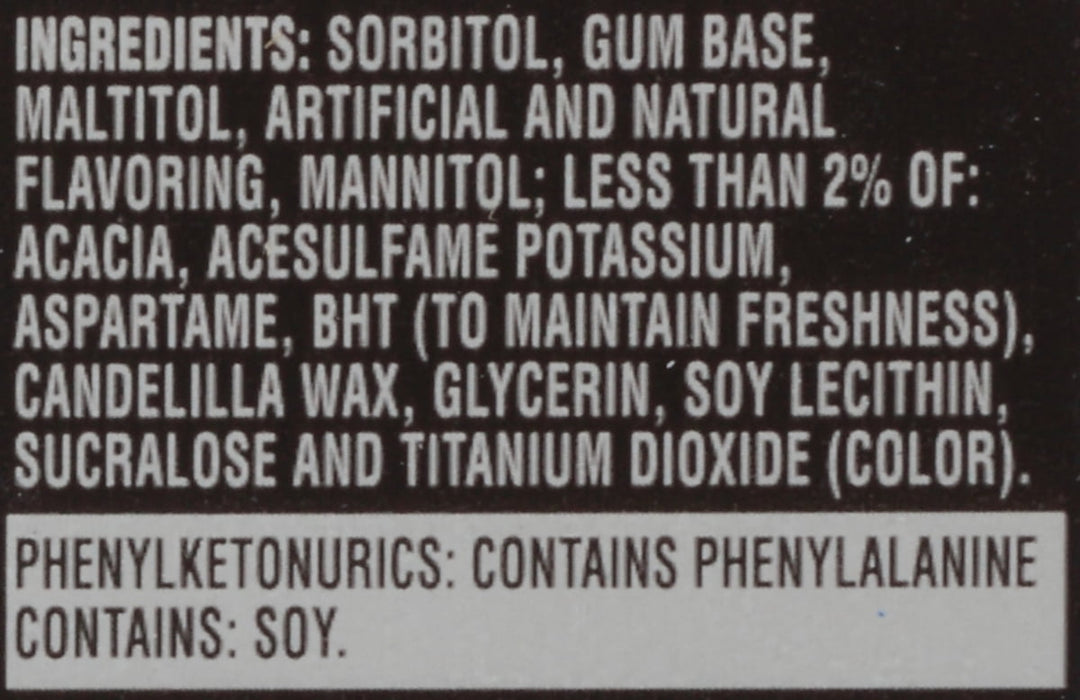 INGREDIENTS: SORBITOL, GUM BASE,
MALTITOL, ARTIFICIAL AND NATURAL
FLAVORING, MANNITOL; LESS THAN 2% OF:
ACACIA, ACESULFAME POTASSIUM,
ASPARTAME, BHT (TO MAINTAIN FRESHNESS),
CANDELILLA WAX, GLYCERIN, SOY LECITHIN,
SUCRALOSE AND TITANIUM DIOXIDE (COLOR).
PHENYLKETONURICS: CONTAINS PHENYLALANINE
CONTAINS: SOY.